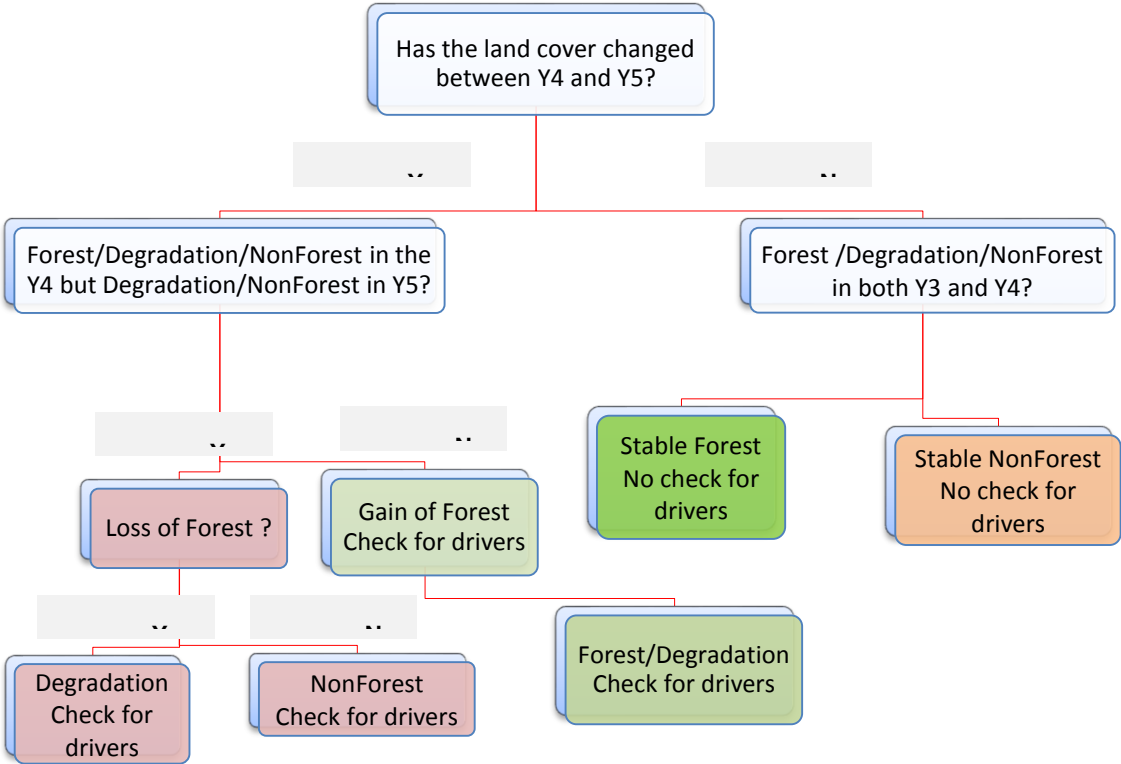 Has the land cover changed
between Y4 and Y5?
Forest/Degradation/NonForest in the
Y4 but Degradation/NonForest in Y5?
Forest /Degradation/NonForest
in both Y3 and Y4?
Stable Forest
No check for
drivers
Stable NonForest
No check for
drivers
Loss of Forest ?
Gain of Forest
Check for drivers
Forest/Degradation
Check for drivers
Degradation
Check for
drivers
NonForest
Check for drivers